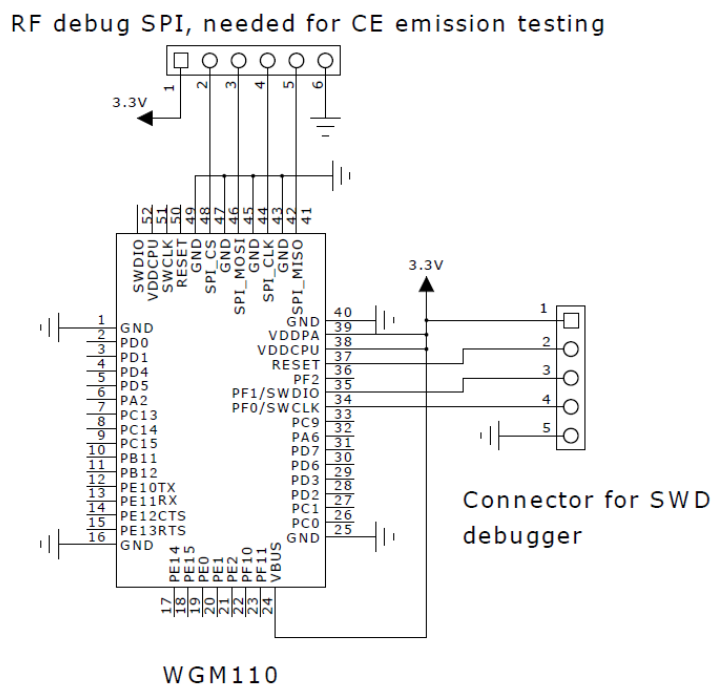 RF debug SPI, needed for CE emission testing
1 2 3 4 5 6
3.3V
52 51 50 49 48 47 46 45 44 43 42 41
SWDIO VDDCPU SWCLK RESET GND SPI_CS GND SPI_MOSI GND SPI_CLK GND SPI_MISO
3.3V
1 GND
2 PD0
3 PD1
4 PD4
5 PD5
6 PA2
7 PC13
8 PC14
9 PC15
10 PB11
11 PB12
12 PE10TX
13 PE11RX
14 PE12CTS
15 PE13RTS
16 GND
GND 40
VDDPA 39
VDDCPU 38
RESET 37
PF2 36
PF1/SWDIO 35
PF0/SWCLK 34
PC9 33
PA6 32
PD7 31
PD6 30
PD3 29
PD2 28
PC1 27
PC0 26
GND 25
1
2
3
4
5
Connector for SWD
debugger
PE14 PE15 PE0 PE1 PE2 PF10 PF11 VBUS
17 18 19 20 21 22 23 24
WGM110